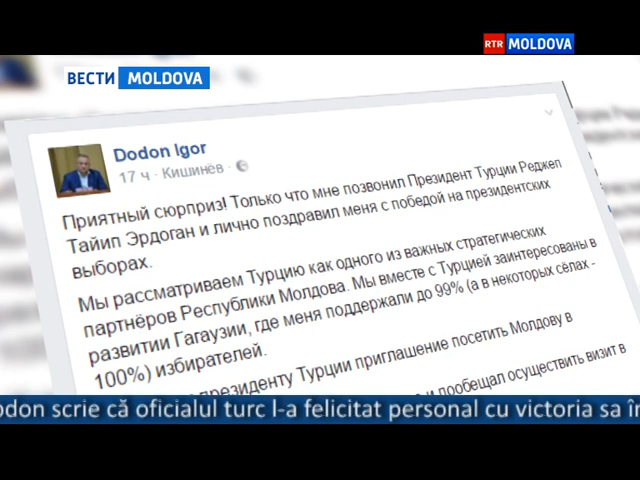 RTR MOLDOVA
ВЕСТИ MOLDOVA
Dodon Igor
17 ч · Кишинёв ·
Приятный сюрприз! Только что мне позвонил Президент Турции Реджеп
Тайип Эрдоган и лично поздравил меня с победой на президентских
выборах.
Мы рассматриваем Турцию как одного из важных стратегических
партнёров Республики Молдова. Мы вместе с Турцией заинтересованы в
развитии Гагаузии, где меня поддержали до 99% (а в некоторых сёлах -
100%) избирателей.
президенту Турции приглашение посетить Молдову в
и пообещал осуществить визит в
odon scrie că oficialul turc l-a felicitat personal cu victoria sa în